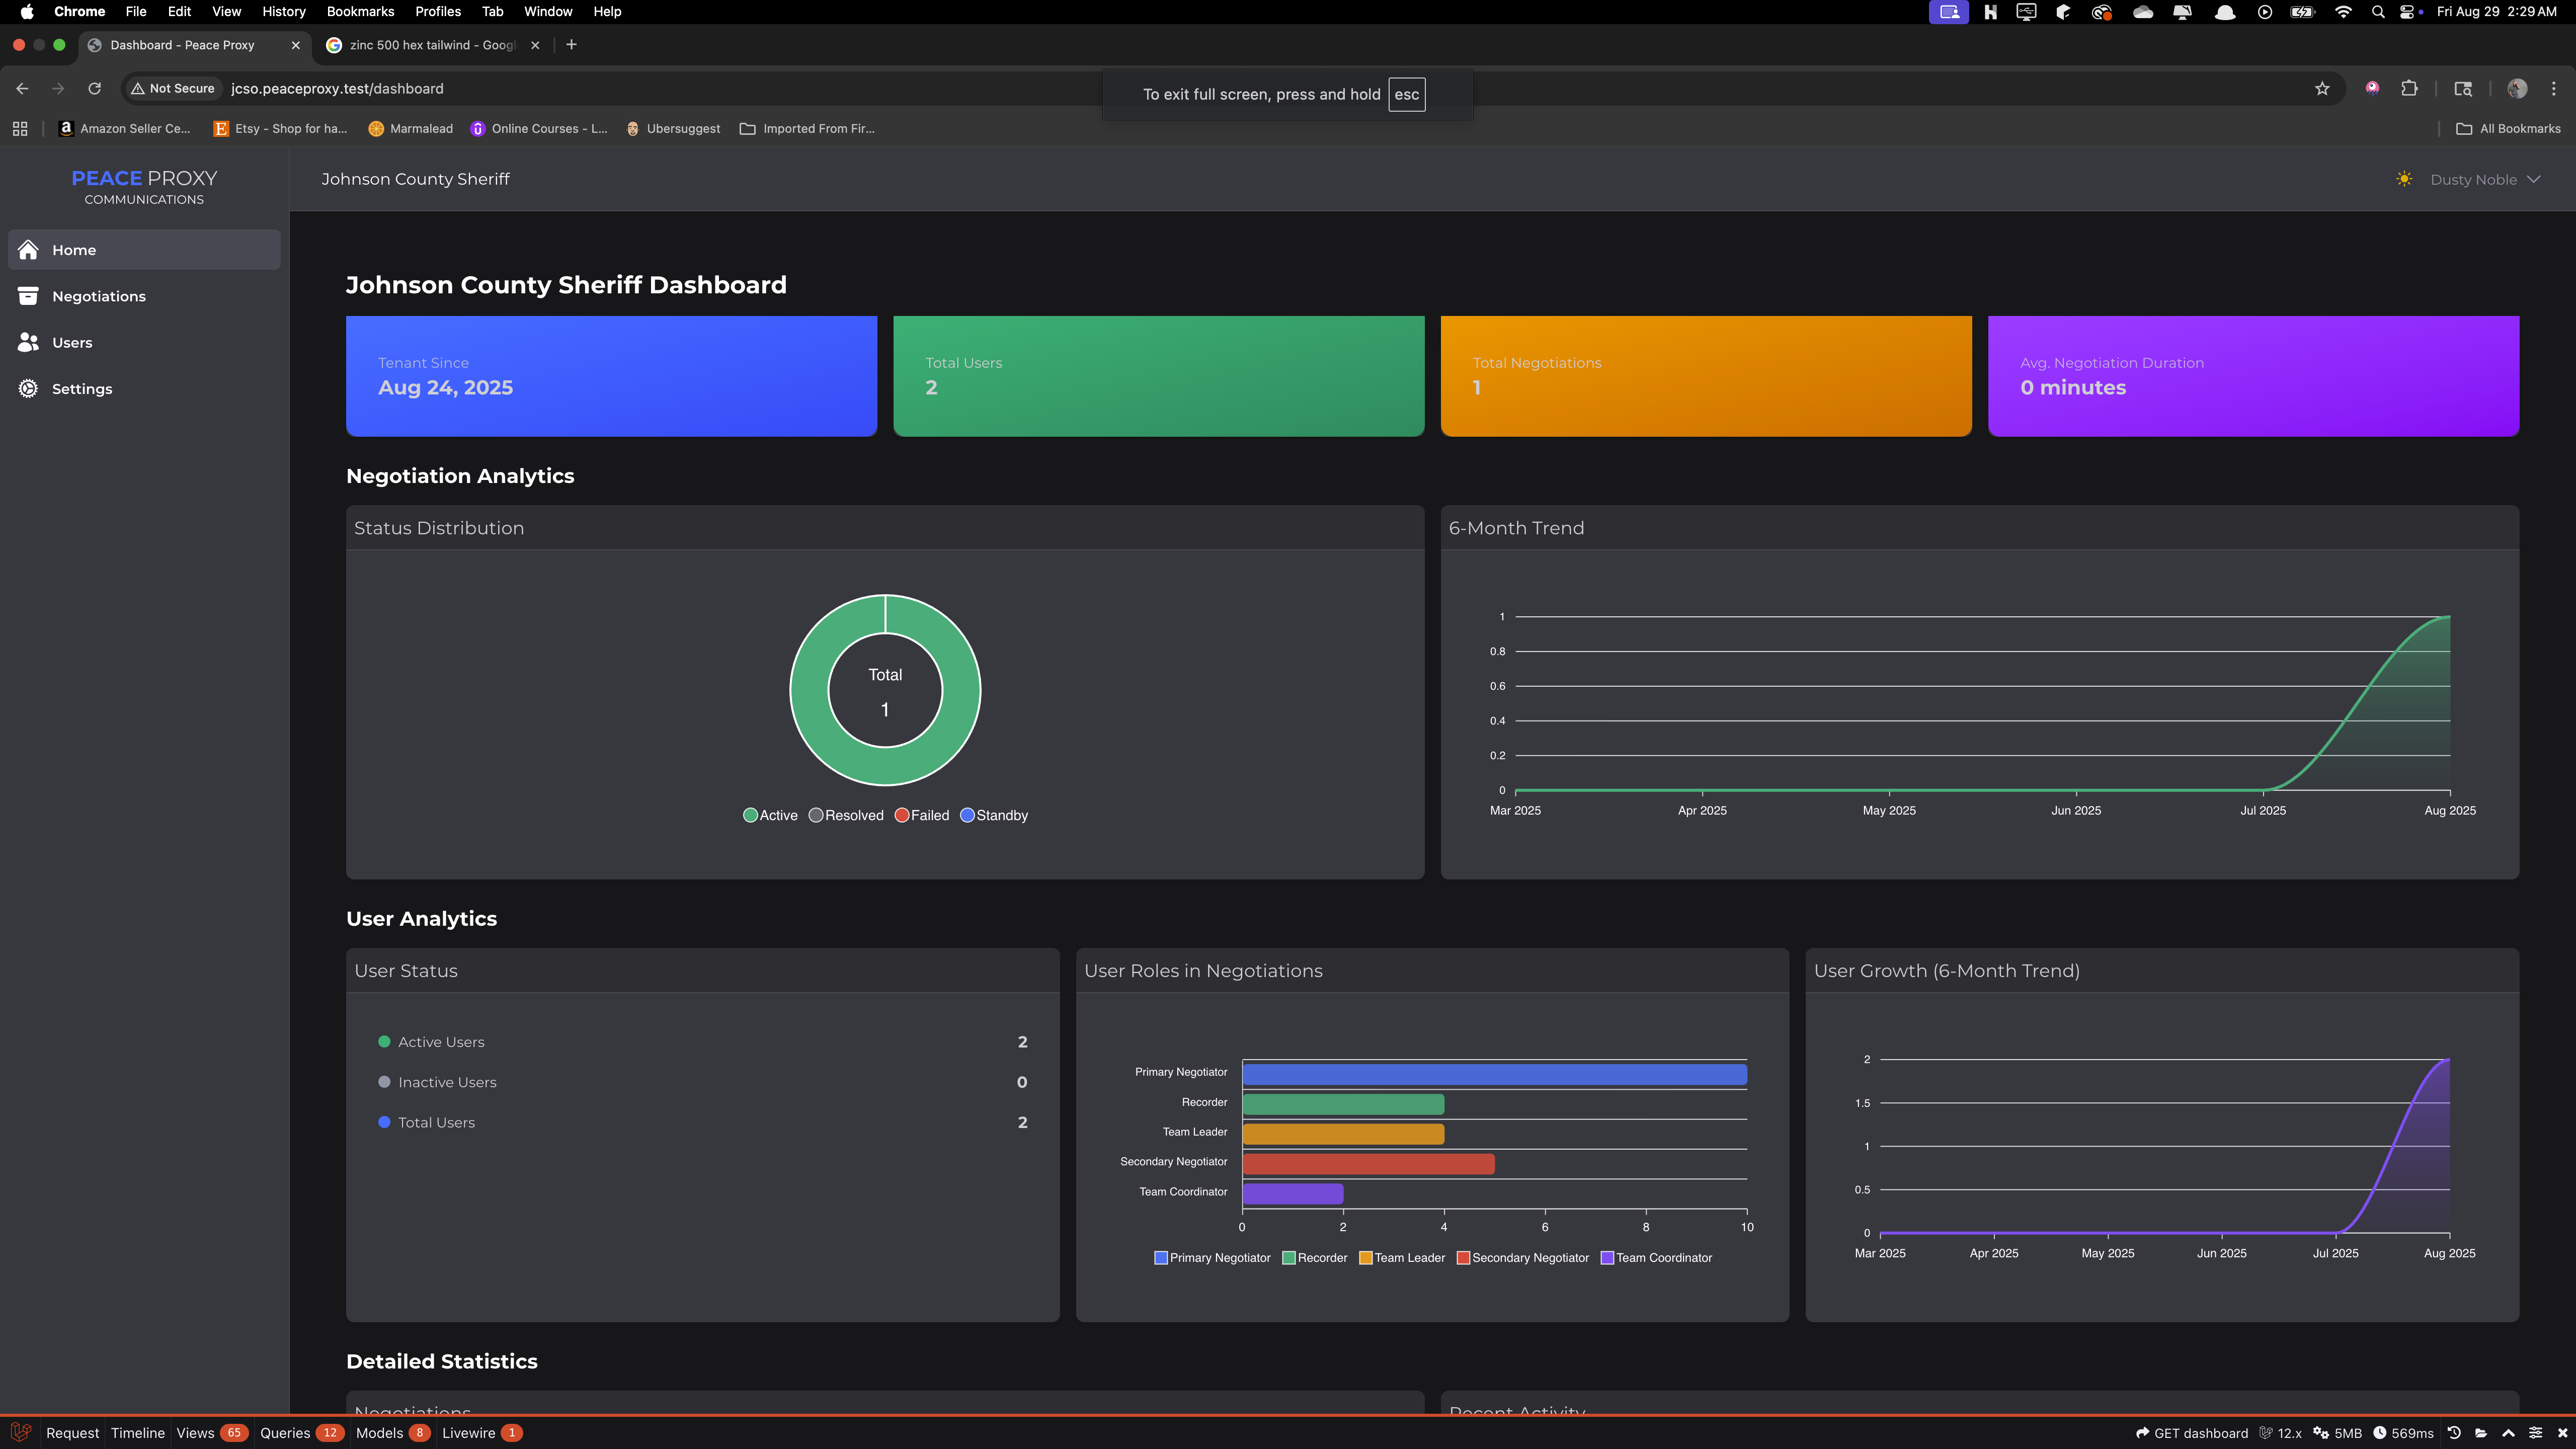 Chrome File Edit View History Bookmarks Profiles Tab Window Help Fri Aug 29 2:29 AM
Dashboard - Peace Proxy zinc 500 hex tailwind - Goog
Not Secure jcso.peaceproxy.test/dashboard
To exit full screen, press and hold esc
Amazon Seller Ce... Etsy - Shop for ha... Marmalead Online Courses - L... Ubersuggest Imported From Fir... All Bookmarks
PEACE PROXY
COMMUNICATIONS
Johnson County Sheriff
Dusty Noble
Home
Negotiations
Users
Settings
Johnson County Sheriff Dashboard
Tenant Since
Aug 24, 2025
Total Users
2
Total Negotiations
1
Avg. Negotiation Duration
0 minutes
Negotiation Analytics
Status Distribution
Total
1
Active Resolved Failed Standby
6-Month Trend
1
0.8
0.6
0.4
0.2
0
Mar 2025 Apr 2025 May 2025 Jun 2025 Jul 2025 Aug 2025
User Analytics
User Status
Active Users 2
Inactive Users 0
Total Users 2
User Roles in Negotiations
Primary Negotiator
Recorder
Team Leader
Secondary Negotiator
Team Coordinator
0 2 4 6 8 10
Primary Negotiator Recorder Team Leader Secondary Negotiator Team Coordinator
User Growth (6-Month Trend)
2
1.5
1
0.5
0
Mar 2025 Apr 2025 May 2025 Jun 2025 Jul 2025 Aug 2025
Detailed Statistics
Negotiations
Recent Activity
Request Timeline Views 65 Queries 12 Models 8 Livewire 1 GET dashboard 12.x 5MB 569ms